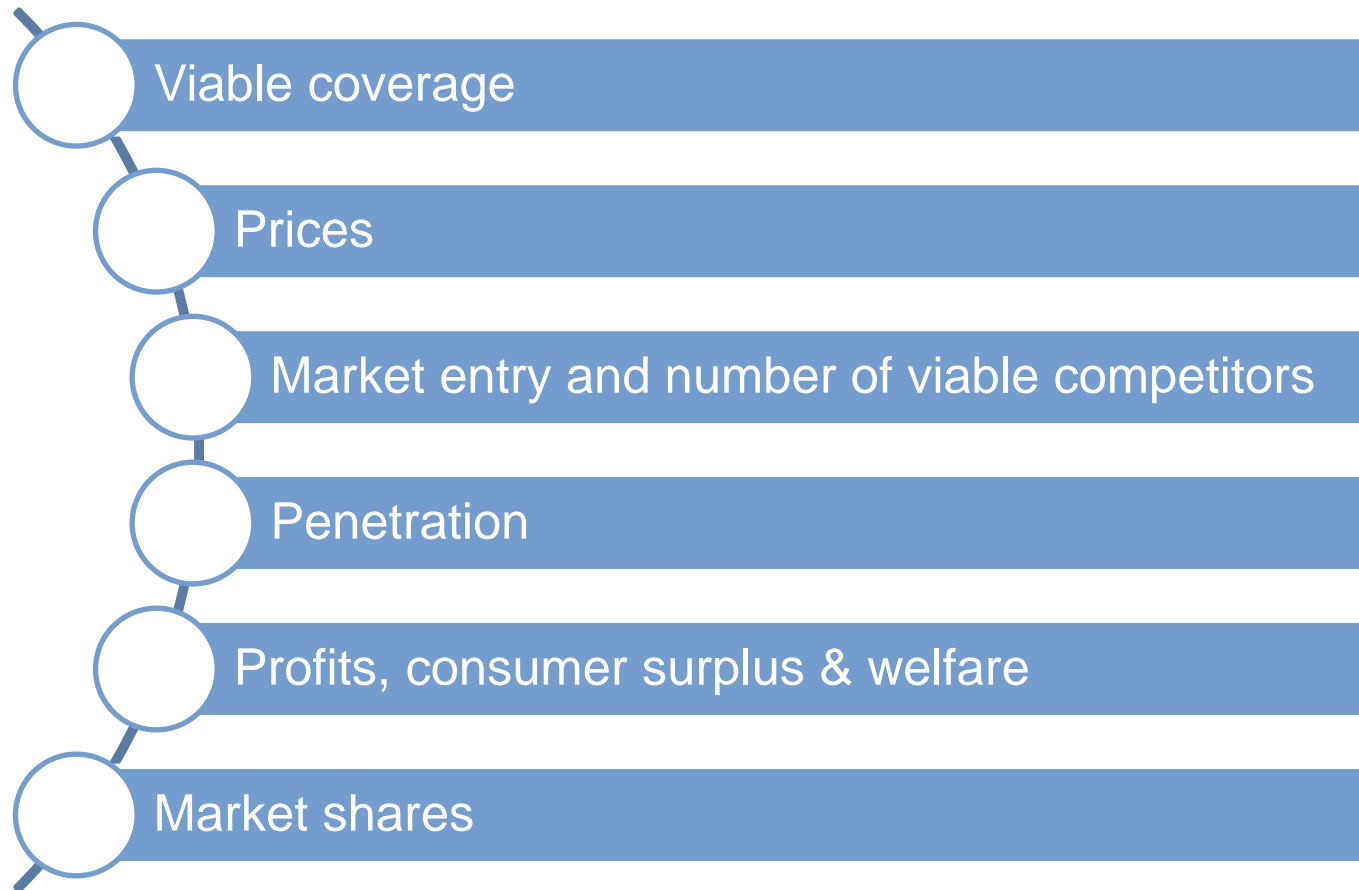 Viable coverage
Prices
Market entry and number of viable competitors
Penetration
Profits, consumer surplus & welfare
Market shares